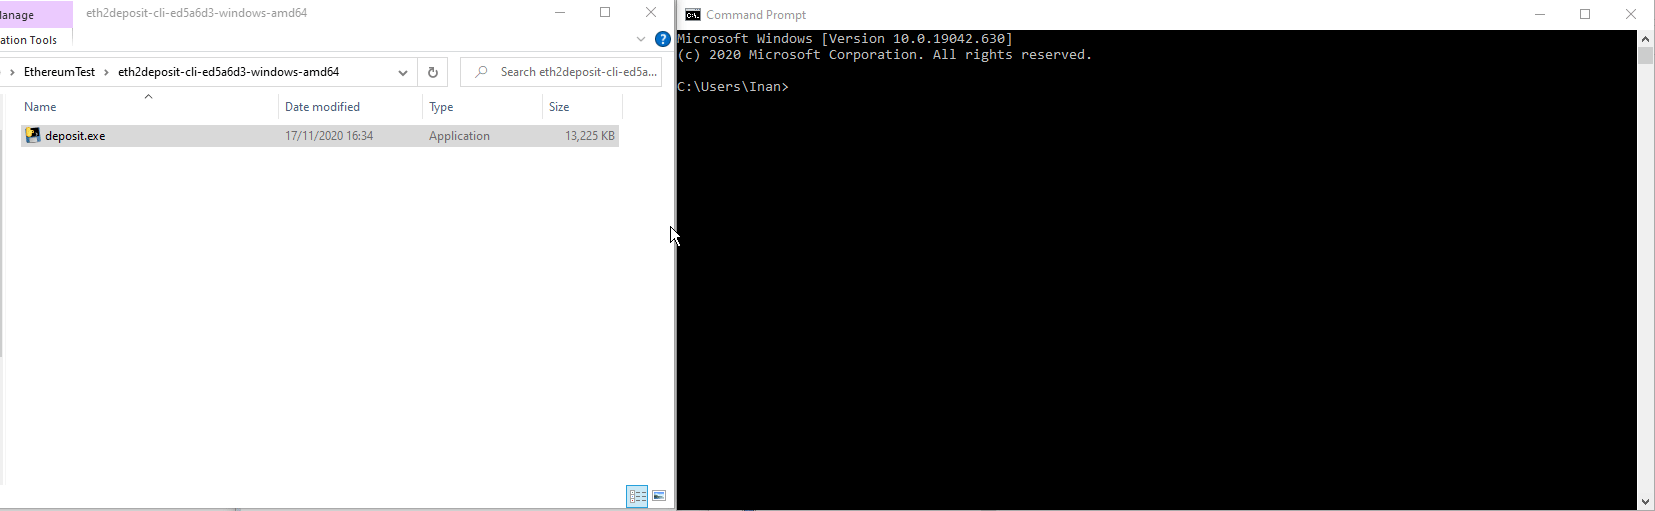 Manage
eth2deposit-cli-ed5a6d3-windows-amd64
ation Tools
?
EthereumTest > eth2deposit-cli-ed5a6d3-windows-amd64
Search eth2deposit-cli-ed5a...
Name Date modified Type Size
deposit.exe 17/11/2020 16:34 Application 13,225 KB
C:\. Command Prompt
Microsoft Windows [Version 10.0.19042.630]
(c) 2020 Microsoft Corporation. All rights reserved.
C:\Users\Inan>